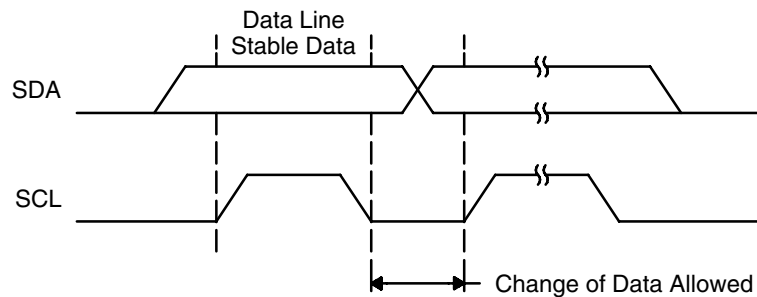 Data Line
Stable Data
SDA
SCL
Change of Data Allowed